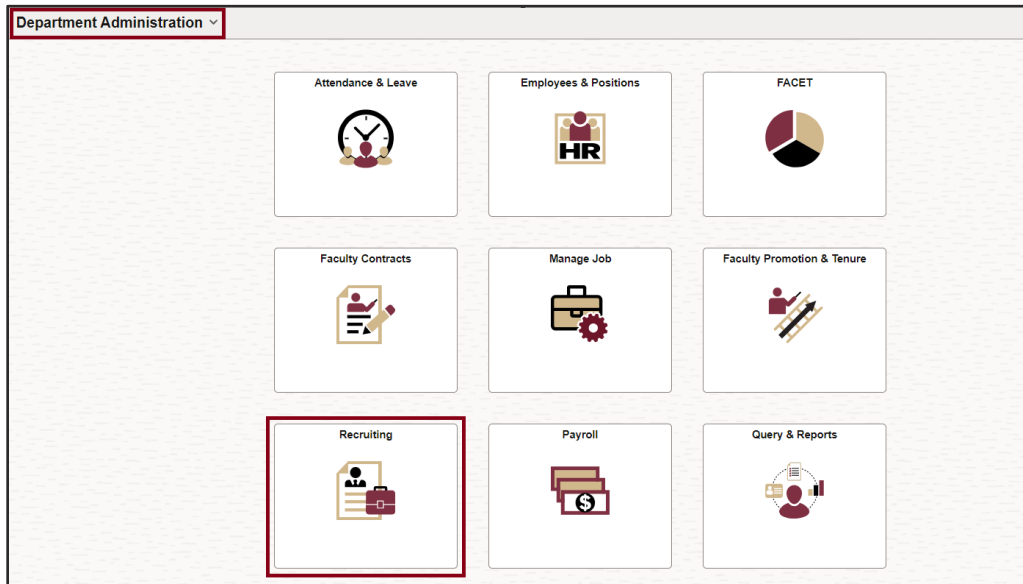 Department Administration
Attendance & Leave
Employees & Positions
FACET
HR
Faculty Contracts
Manage Job
Faculty Promotion & Tenure
Recruiting
Payroll
Query & Reports
$